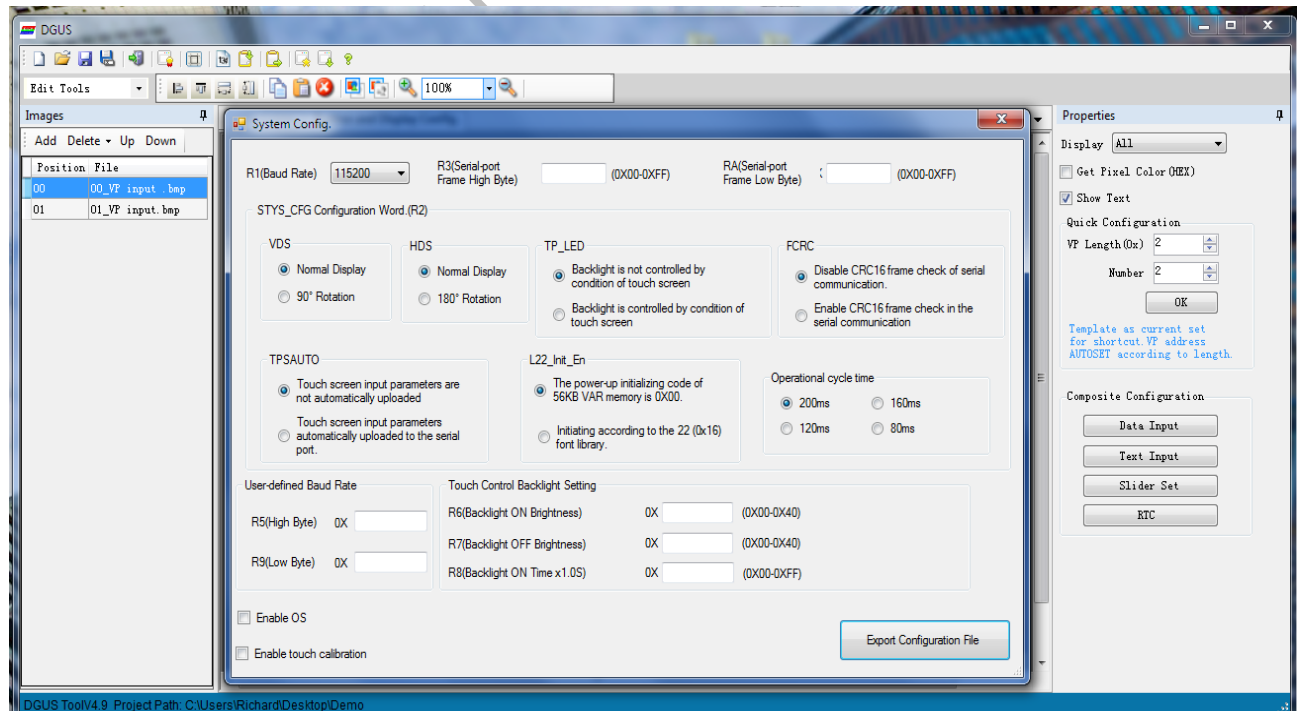 DGUS
Edit Tools
100%
Images
Add Delete Up Down
Position File
00 00_VP input .bmp
01 01_VP input.bmp
System Config.
R1(Baud Rate) 115200
R3(Serial-port
Frame High Byte)
(0X00-0XFF)
RA(Serial-port
Frame Low Byte)
(0X00-0XFF)
STYS_CFG Configuration Word.(R2)
VDS
Normal Display
90° Rotation
HDS
Normal Display
180° Rotation
TP_LED
Backlight is not controlled by
condition of touch screen
Backlight is controlled by condition of
touch screen
FCRC
Disable CRC16 frame check of serial
communication.
Enable CRC16 frame check in the
serial communication
TPSAUTO
Touch screen input parameters are
not automatically uploaded
Touch screen input parameters
automatically uploaded to the serial
port.
L22_Init_En
The power-up initializing code of
56KB VAR memory is 0X00.
Initiating according to the 22 (0x16)
font library.
Operational cycle time
200ms 160ms
120ms 80ms
User-defined Baud Rate
R5(High Byte) 0X
R9(Low Byte) 0X
Touch Control Backlight Setting
R6(Backlight ON Brightness) 0X (0X00-0X40)
R7(Backlight OFF Brightness) 0X (0X00-0X40)
R8(Backlight ON Time x1.0S) 0X (0X00-0XFF)
Enable OS
Enable touch calibration
Export Configuration File
Properties
Display All
Get Pixel Color(HEX)
Show Text
Quick Configuration
VP Length(0x) 2
Number 2
OK
Template as current set
for shortcut.VP address
AUTOSET according to length.
Composite Configuration
Data Input
Text Input
Slider Set
RTC
DGUS ToolV4.9 Project Path: C:\Users\Richard\Desktop\Demo